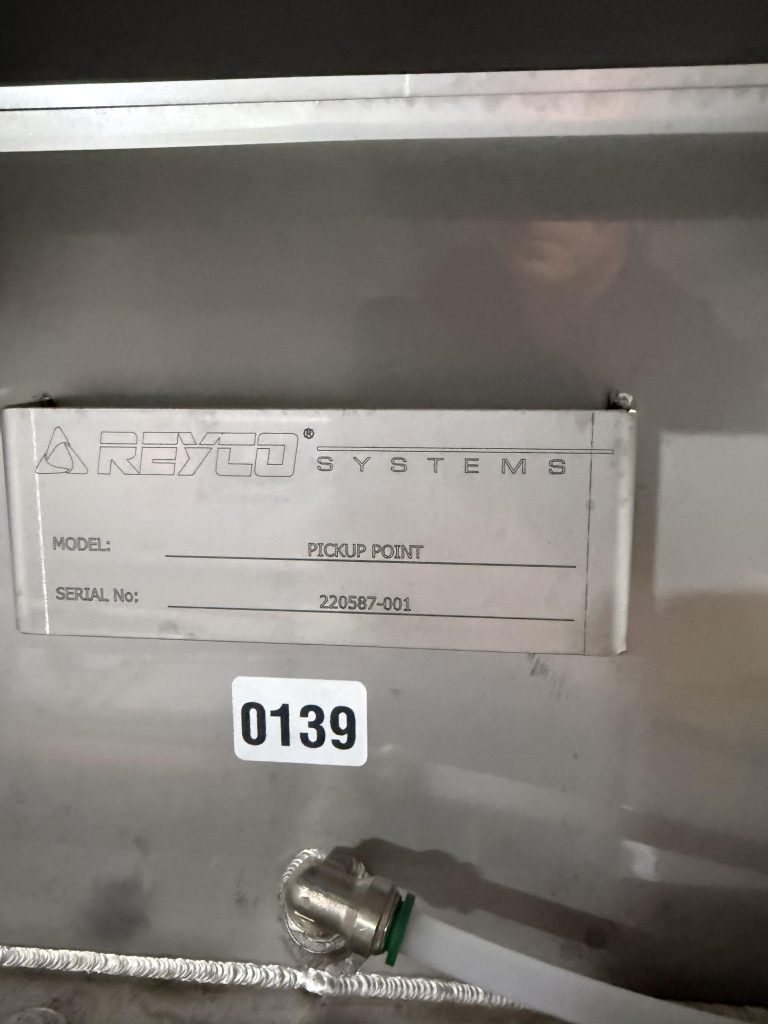 REYCO® SYSTEMS
MODEL: PICKUP POINT
SERIAL No: 220587-001
0139